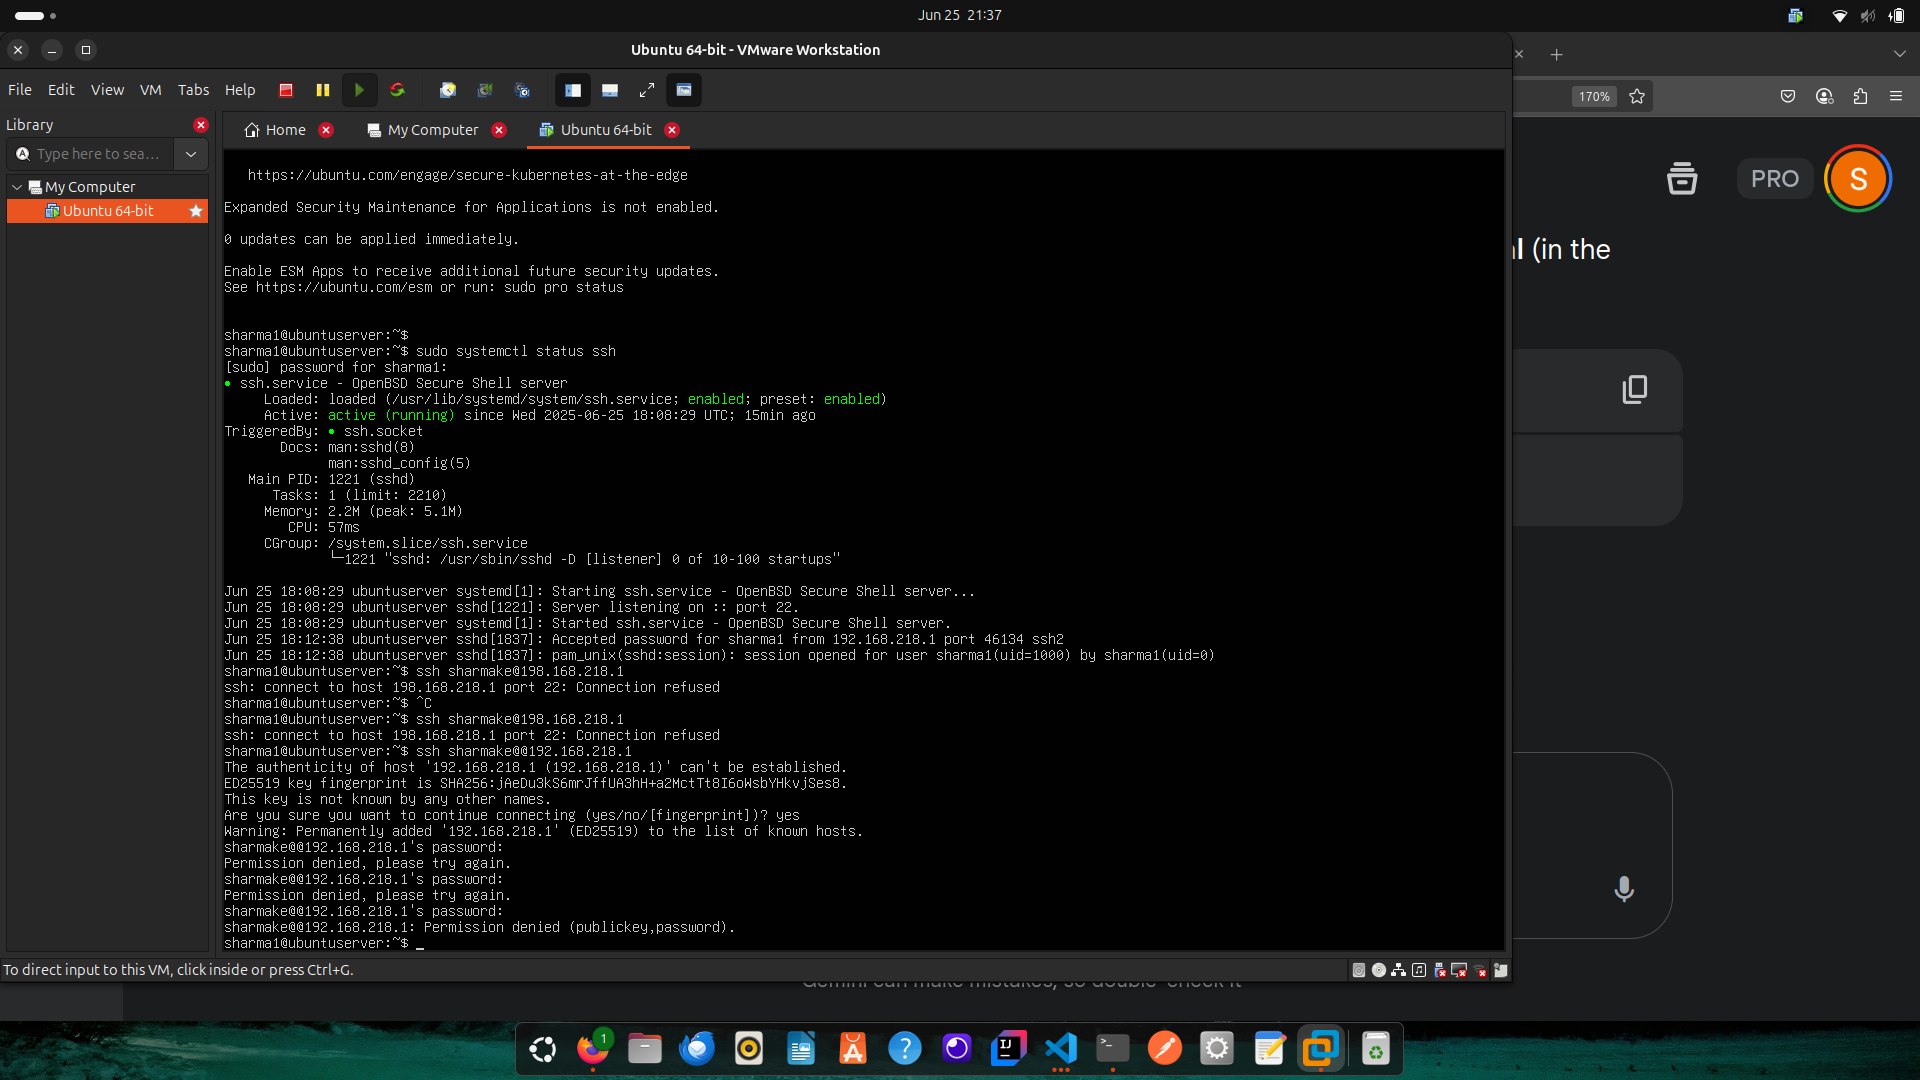 Jun 25 21:37
Ubuntu 64-bit - VMware Workstation
File Edit View VM Tabs Help
170%
Library
Type here to sea...
My Computer
Ubuntu 64-bit
Home
My Computer
Ubuntu 64-bit
https://ubuntu.com/engage/secure-kubernetes-at-the-edge
Expanded Security Maintenance for Applications is not enabled.
0 updates can be applied immediately.
Enable ESM Apps to receive additional future security updates.
See https://ubuntu.com/esm or run: sudo pro status
sharma1@ubuntuserver:~$
sharma1@ubuntuserver:~$ sudo systemctl status ssh
[sudo] password for sharma1:
● ssh.service - OpenBSD Secure Shell server
Loaded: loaded (/usr/lib/systemd/system/ssh.service; enabled; preset: enabled)
Active: active (running) since Wed 2025-06-25 18:08:29 UTC; 15min ago
TriggeredBy: ● ssh.socket
Docs: man:sshd(8)
man:sshd_config(5)
Main PID: 1221 (sshd)
Tasks: 1 (limit: 2210)
Memory: 2.2M (peak: 5.1M)
CPU: 57ms
CGroup: /system.slice/ssh.service
└─1221 "sshd: /usr/sbin/sshd -D [listener] 0 of 10-100 startups"
Jun 25 18:08:29 ubuntuserver systemd[1]: Starting ssh.service - OpenBSD Secure Shell server...
Jun 25 18:08:29 ubuntuserver sshd[1221]: Server listening on :: port 22.
Jun 25 18:08:29 ubuntuserver systemd[1]: Started ssh.service - OpenBSD Secure Shell server.
Jun 25 18:12:38 ubuntuserver sshd[1837]: Accepted password for sharma1 from 192.168.218.1 port 46134 ssh2
Jun 25 18:12:38 ubuntuserver sshd[1837]: pam_unix(sshd:session): session opened for user sharma1(uid=1000) by sharma1(uid=0)
sharma1@ubuntuserver:~$ ssh sharmake@198.168.218.1
ssh: connect to host 198.168.218.1 port 22: Connection refused
sharma1@ubuntuserver:~$ ^C
sharma1@ubuntuserver:~$ ssh sharmake@198.168.218.1
ssh: connect to host 198.168.218.1 port 22: Connection refused
sharma1@ubuntuserver:~$ ssh sharmake@@192.168.218.1
The authenticity of host '192.168.218.1 (192.168.218.1)' can't be established.
ED25519 key fingerprint is SHA256:jAeDu3kS6mrJffUA3hH+a2MctTt8I6oWsbYHkvjSes8.
This key is not known by any other names.
Are you sure you want to continue connecting (yes/no/[fingerprint])? yes
Warning: Permanently added '192.168.218.1' (ED25519) to the list of known hosts.
sharmake@@192.168.218.1's password:
Permission denied, please try again.
sharmake@@192.168.218.1's password:
Permission denied, please try again.
sharmake@@192.168.218.1's password:
sharmake@@192.168.218.1: Permission denied (publickey,password).
sharma1@ubuntuserver:~$ _
To direct input to this VM, click inside or press Ctrl+G.
PRO
S
(in the
Gemini can make mistakes, so double-check it
1
IJ